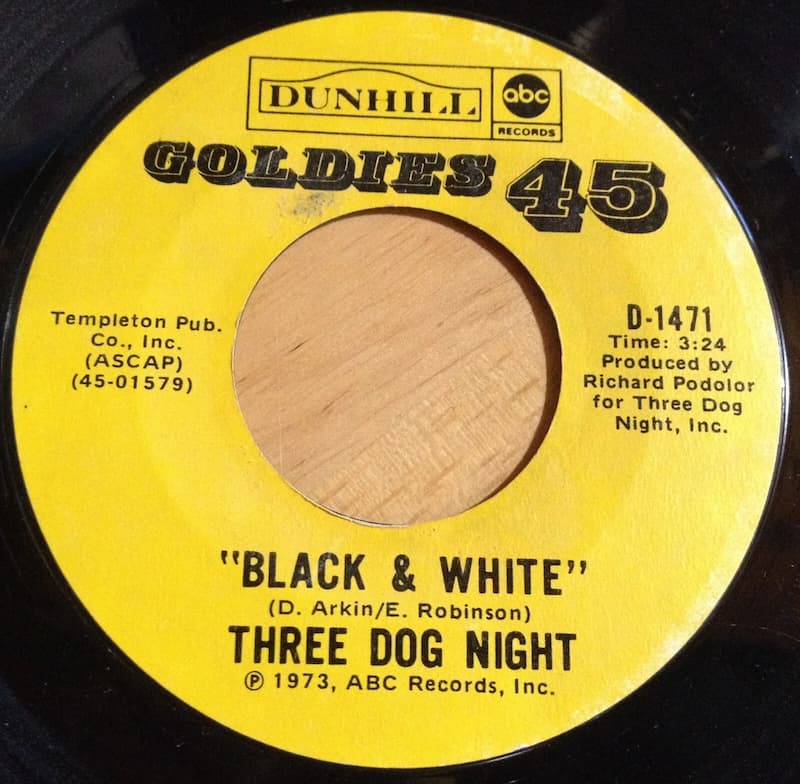 DUNHILL
abc
RECORDS
GOLDIES 45
Templeton Pub.
Co., Inc.
(ASCAP)
(45-01579)
D-1471
Time: 3:24
Produced by
Richard Podolor
for Three Dog
Night, Inc.
"BLACK & WHITE"
(D. Arkin/E. Robinson)
THREE DOG NIGHT
℗ 1973, ABC Records, Inc.